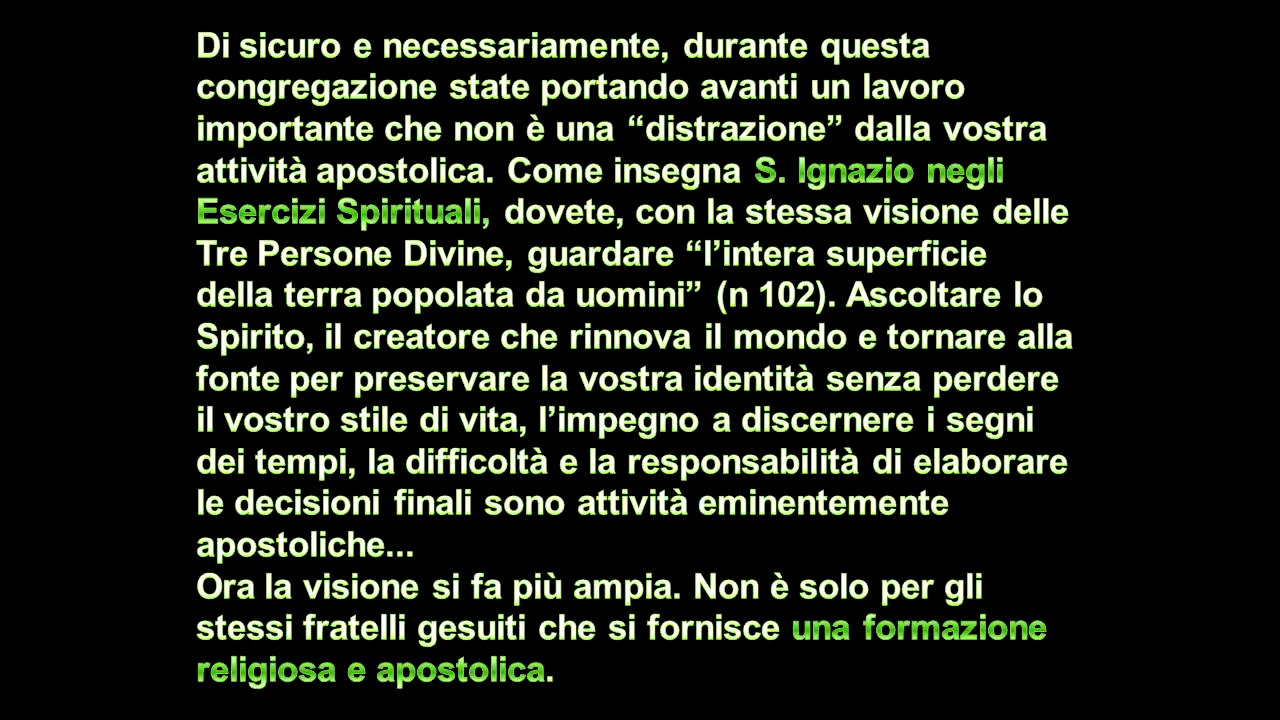 Di sicuro e necessariamente, durante questa
congregazione state portando avanti un lavoro
importante che non è una “distrazione” dalla vostra
attività apostolica. Come insegna S. Ignazio negli
Esercizi Spirituali, dovete, con la stessa visione delle
Tre Persone Divine, guardare “l’intera superficie
della terra popolata da uomini” (n 102). Ascoltare lo
Spirito, il creatore che rinnova il mondo e tornare alla
fonte per preservare la vostra identità senza perdere
il vostro stile di vita, l’impegno a discernere i segni
dei tempi, la difficoltà e la responsabilità di elaborare
le decisioni finali sono attività eminentemente
apostoliche...
Ora la visione si fa più ampia. Non è solo per gli
stessi fratelli gesuiti che si fornisce una formazione
religiosa e apostolica.